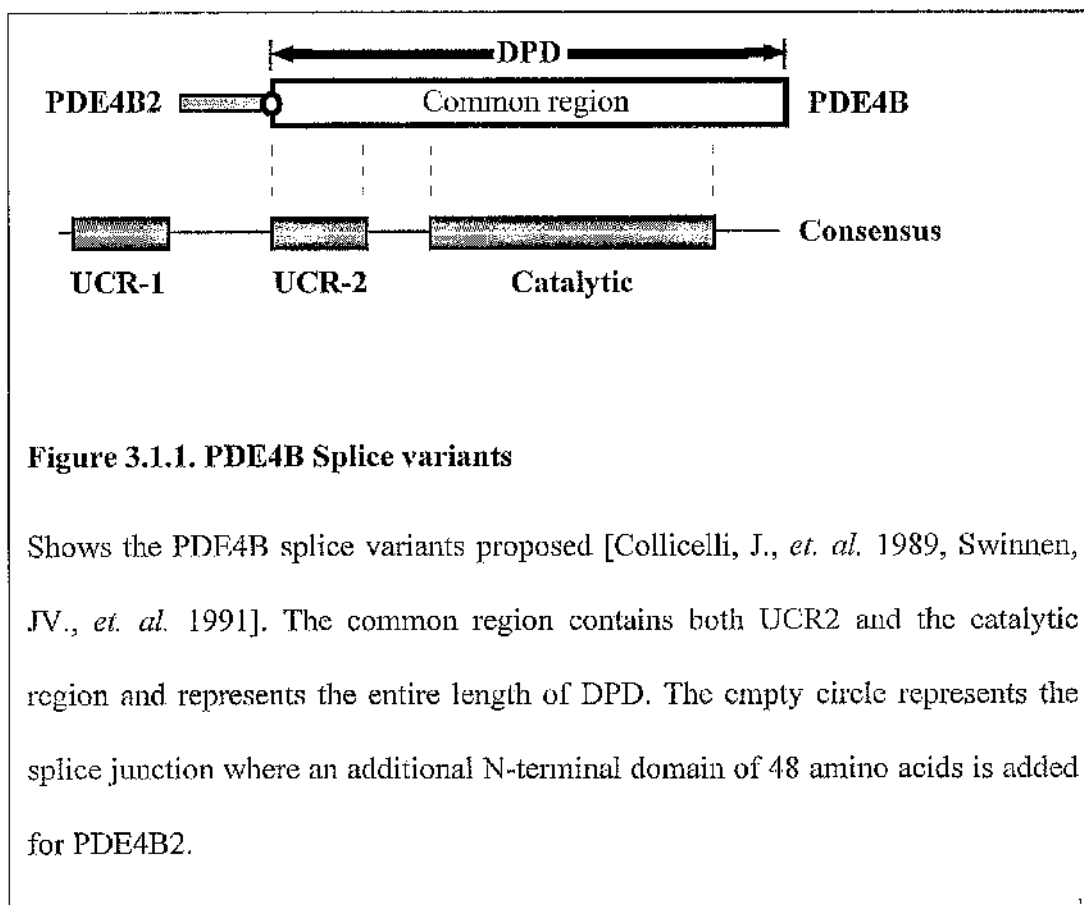 DPD
PDE4B2 Common region PDE4B
Consensus
UCR-1 UCR-2 Catalytic
Figure 3.1.1. PDE4B Splice variants
Shows the PDE4B splice variants proposed [Collicelli, J., et. al. 1989, Swinnen,
JV., et. al. 1991]. The common region contains both UCR2 and the catalytic
region and represents the entire length of DPD. The empty circle represents the
splice junction where an additional N-terminal domain of 48 amino acids is added
for PDE4B2.